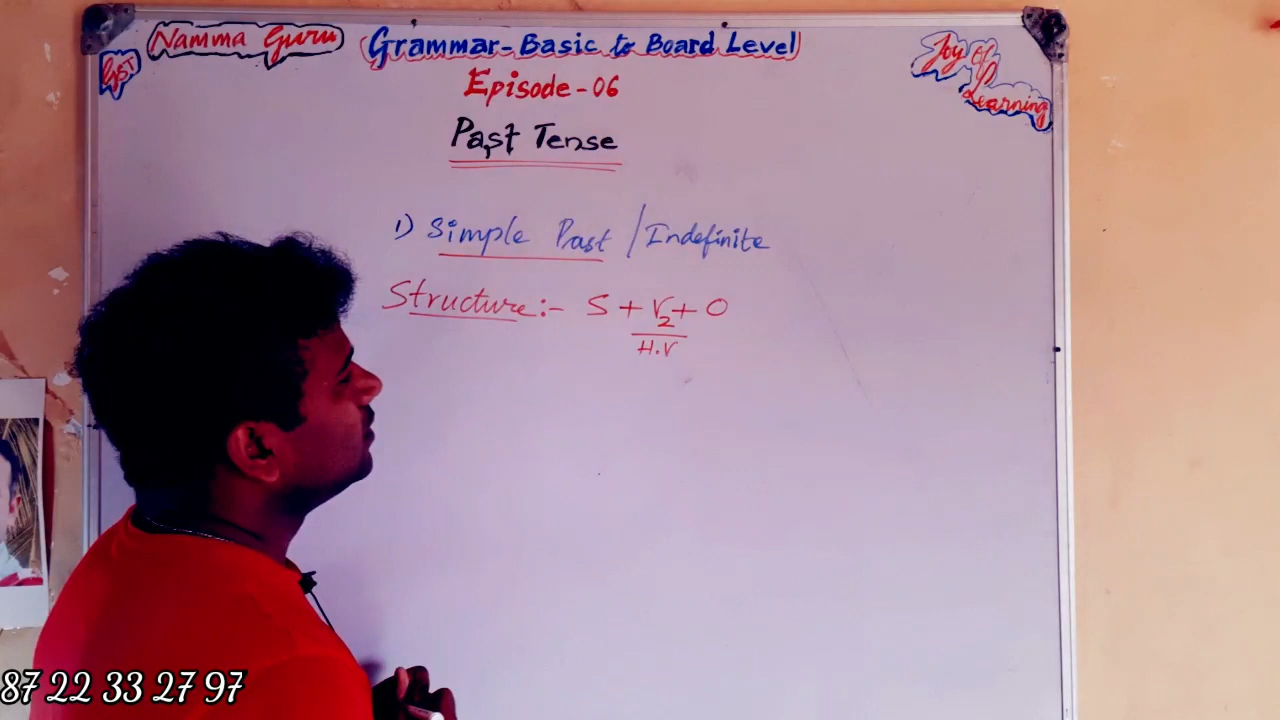 Namma Guru
Grammar-Basic to Board Level
Joy of
Learning
Episode-06
Past Tense
1) Simple Past / Indefinite
Structure:- S + V2 + O
H.V
87 22 33 27 97